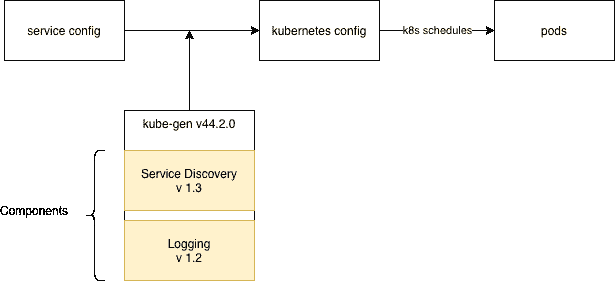 service config
kubernetes config
k8s schedules
pods
kube-gen v44.2.0
Service Discovery
v 1.3
Components
Logging
v 1.2